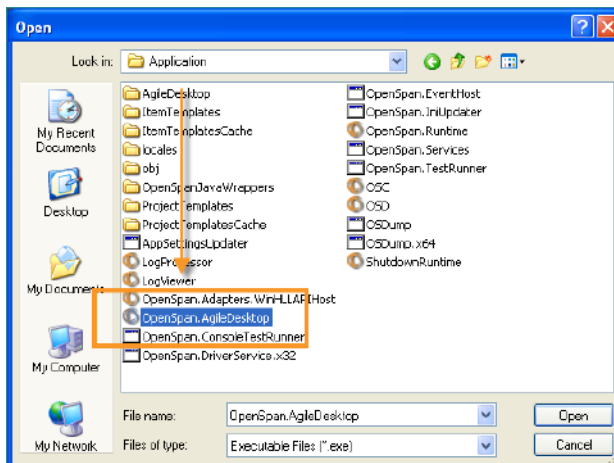 Open
Look in: Application
My Recent
Documents
Desktop
My Documents
My Computer
My Network
AgileDesktop
ItemTemplates
ItemTemplatesCache
locales
obj
OpenSpanJavaWrappers
ProjectTemplates
ProjectTemplatesCache
AppSettingsUpdater
LogProcessor
LogViewer
OpenSpan.Adapters.WinHLLAPIHost
OpenSpan.AgileDesktop
OpenSpan.ConsoleTestRunner
OpenSpan.DriverService.x32
OpenSpan.EventHost
OpenSpan.IniUpdater
OpenSpan.Runtime
OpenSpan.Services
OpenSpan.TestRunner
OSC
OSD
OSDump
OSDump.x64
ShutdownRuntime
File name: OpenSpan.AgileDesktop
Open
Files of type: Executable Files (*.exe)
Cancel